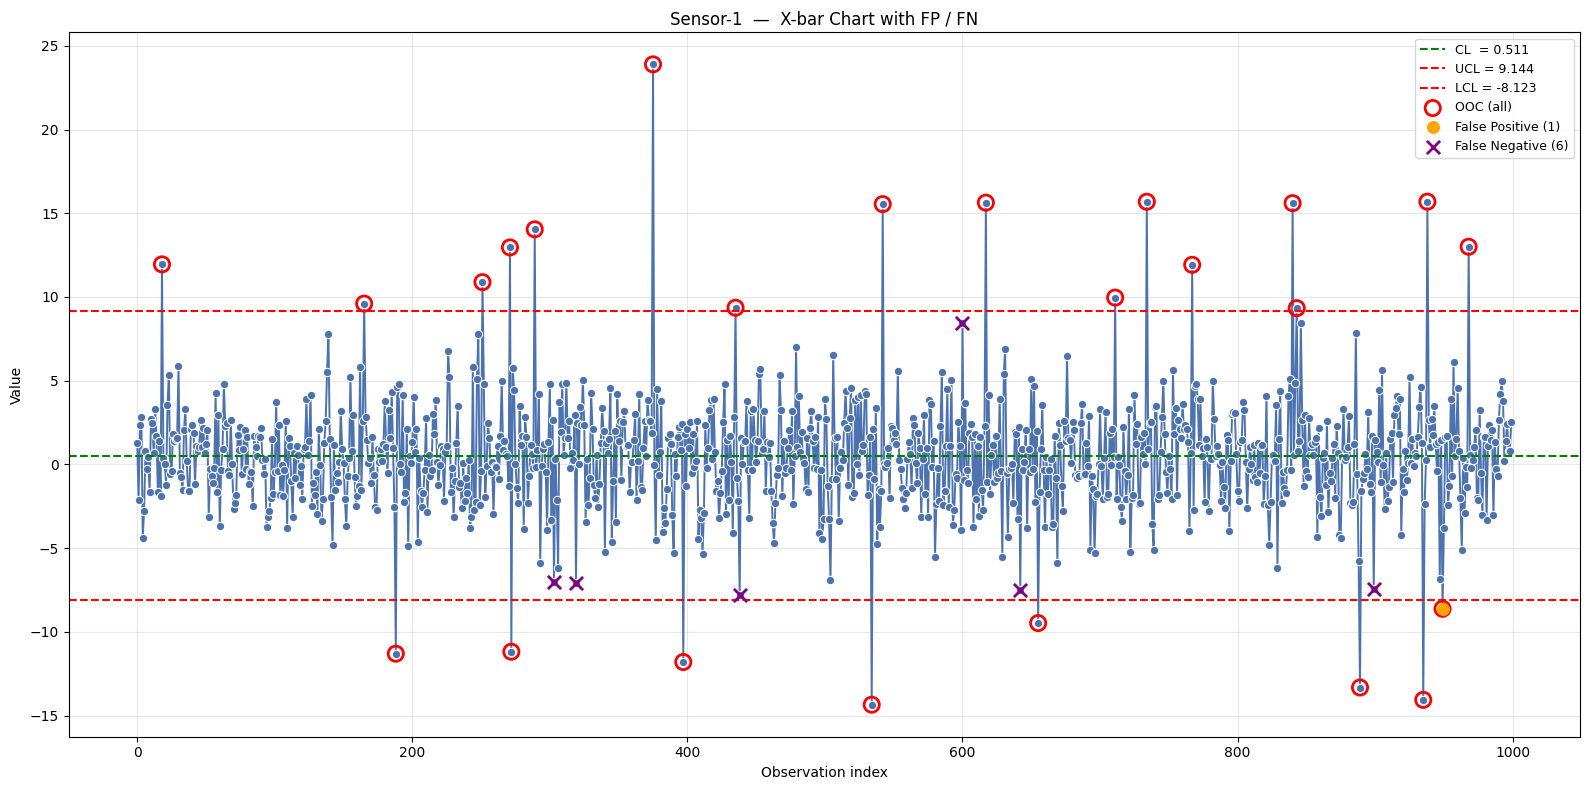 Sensor-1  —  X-bar Chart with FP / FN
CL  = 0.511
UCL = 9.144
LCL = -8.123
OOC (all)
False Positive (1)
False Negative (6)
Value
25
20
15
10
5
0
−5
−10
−15
0
200
400
600
800
1000
Observation index